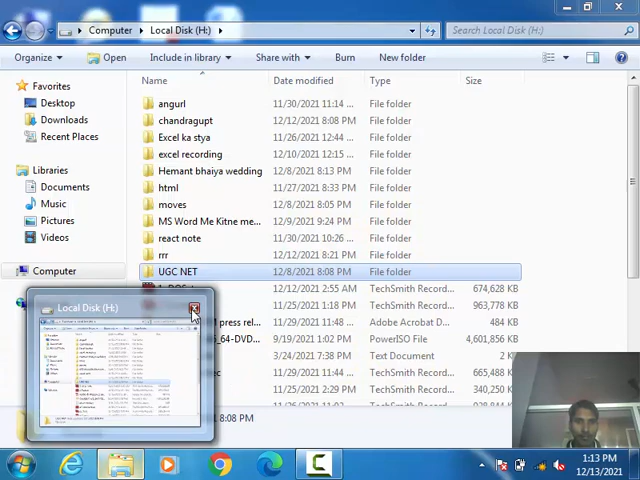 Computer Local Disk (H:) Search Local Disk (H:)
Organize Open Include in library Share with Burn New folder
Favorites
Desktop
Downloads
Recent Places
Libraries
Documents
Music
Pictures
Videos
Computer
Name Date modified Type Size
angurl 11/30/2021 11:14 ... File folder
chandragupt 12/12/2021 8:08 PM File folder
Excel ka stya 11/26/2021 12:44 ... File folder
excel recording 12/10/2021 12:15 ... File folder
Hemant bhaiya wedding 12/8/2021 8:13 PM File folder
html 11/27/2021 8:33 PM File folder
moves 12/8/2021 8:05 PM File folder
MS Word Me Kitne me... 12/9/2021 9:24 PM File folder
react note 11/30/2021 10:26 ... File folder
rrr 12/12/2021 8:21 PM File folder
UGC NET 12/8/2021 8:08 PM File folder
12/12/2021 2:55 AM TechSmith Record... 674,628 KB
11/25/2021 1:18 PM TechSmith Record... 963,778 KB
press rel... 11/29/2021 11:48 ... Adobe Acrobat D... 484 KB
_64-DVD... 9/19/2021 1:02 PM PowerISO File 4,601,856 KB
3/24/2021 7:38 PM Text Document 2 KB
ec 11/29/2021 11:42 ... TechSmith Record... 665,488 KB
11/25/2021 2:29 PM TechSmith Record... 340,250 KB
Local Disk (H:)
8:08 PM
1:13 PM
12/13/2021